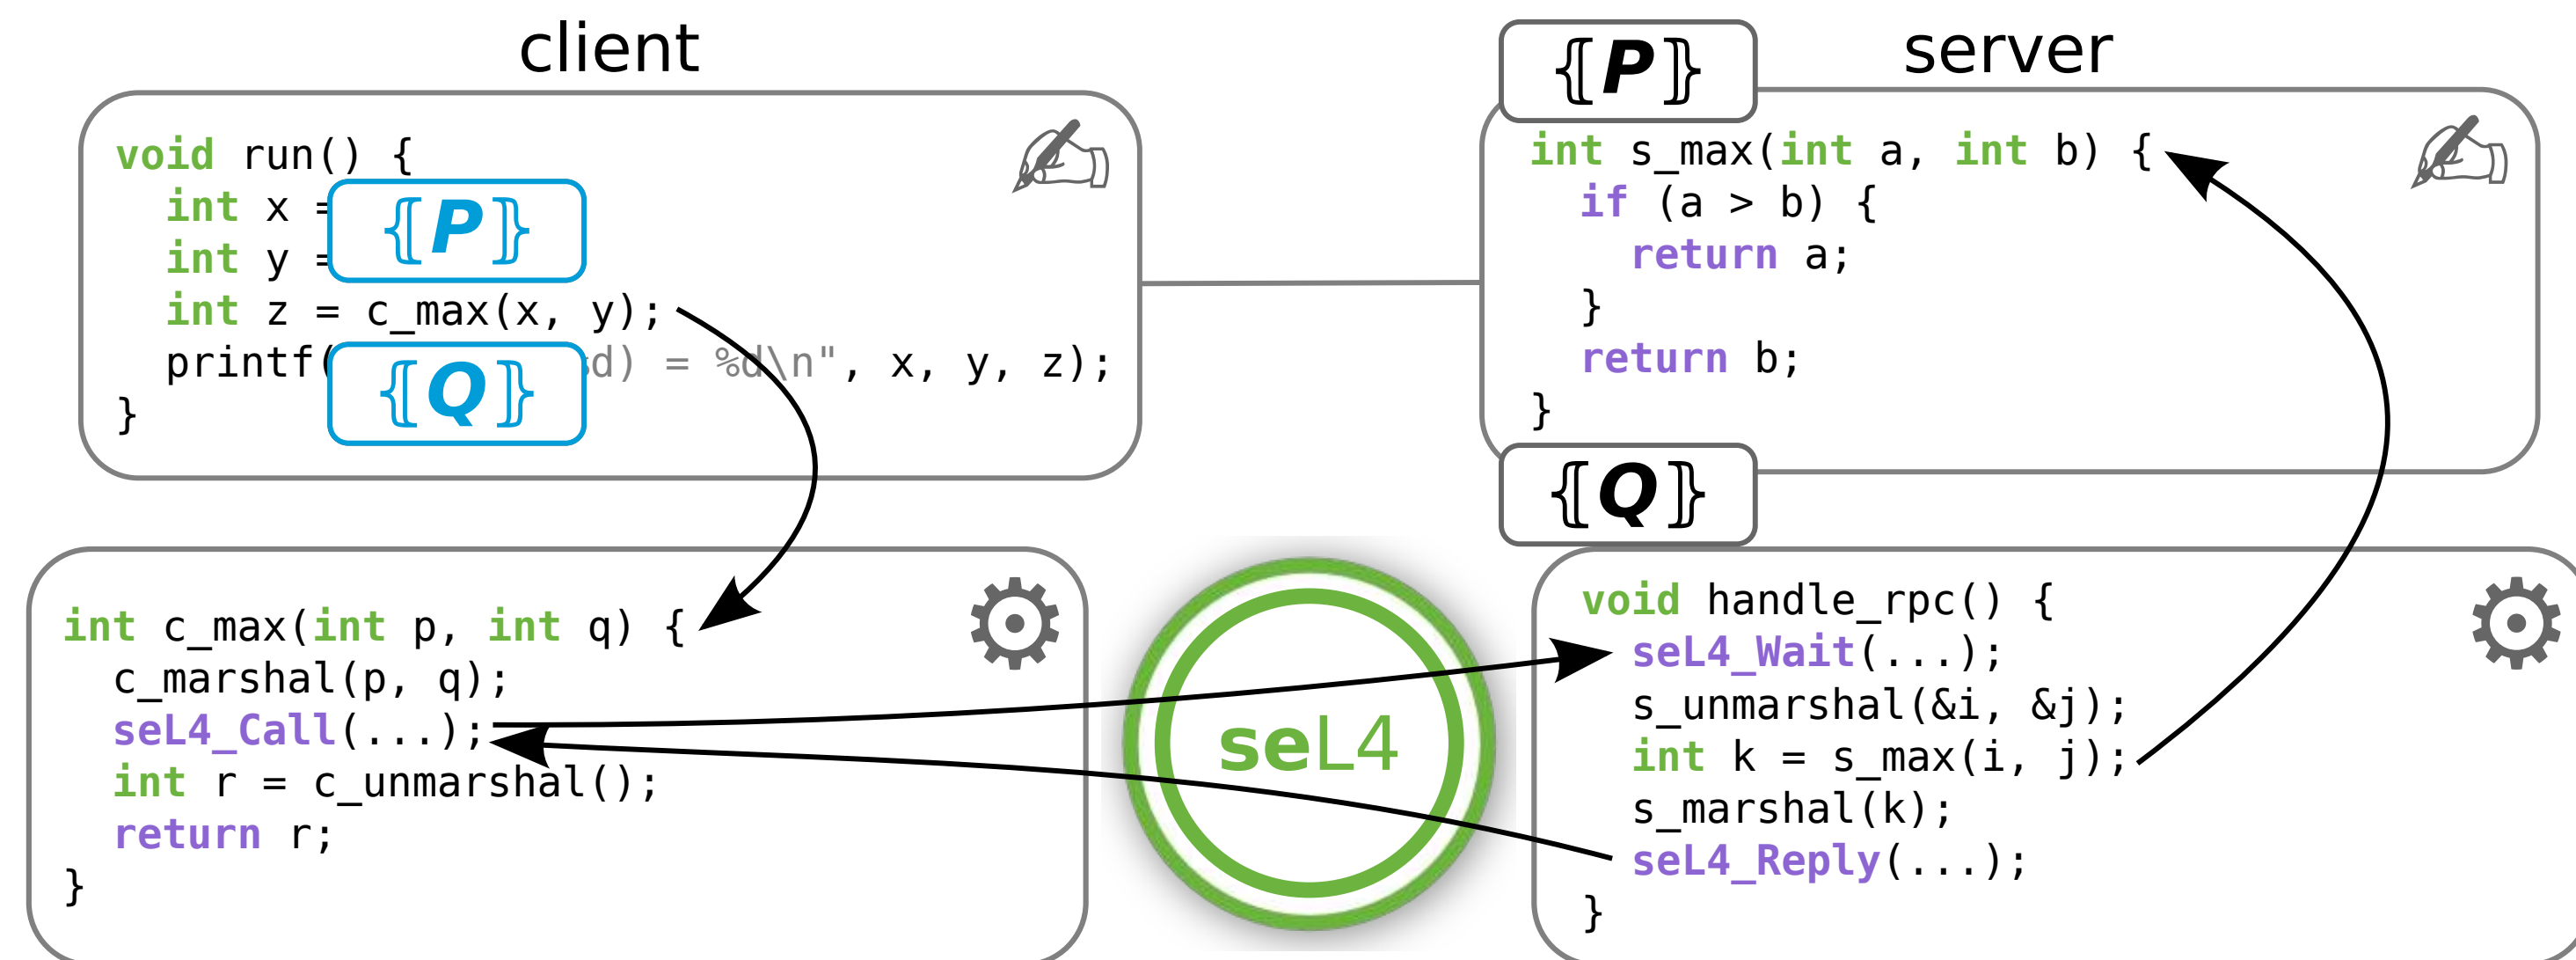 client
void run() {
int x =
{[P]}
int y =
int z = c_max(x, y);
printf( d) = %d\n", x, y, z);
{[Q]}
}
{[P]}
server
int s_max(int a, int b) {
if (a > b) {
return a;
}
return b;
}
{[Q]}
int c_max(int p, int q) {
c_marshal(p, q);
seL4_Call(...);
int r = c_unmarshal();
return r;
}
seL4
void handle_rpc() {
seL4_Wait(...);
s_unmarshal(&i, &j);
int k = s_max(i, j);
s_marshal(k);
seL4_Reply(...);
}